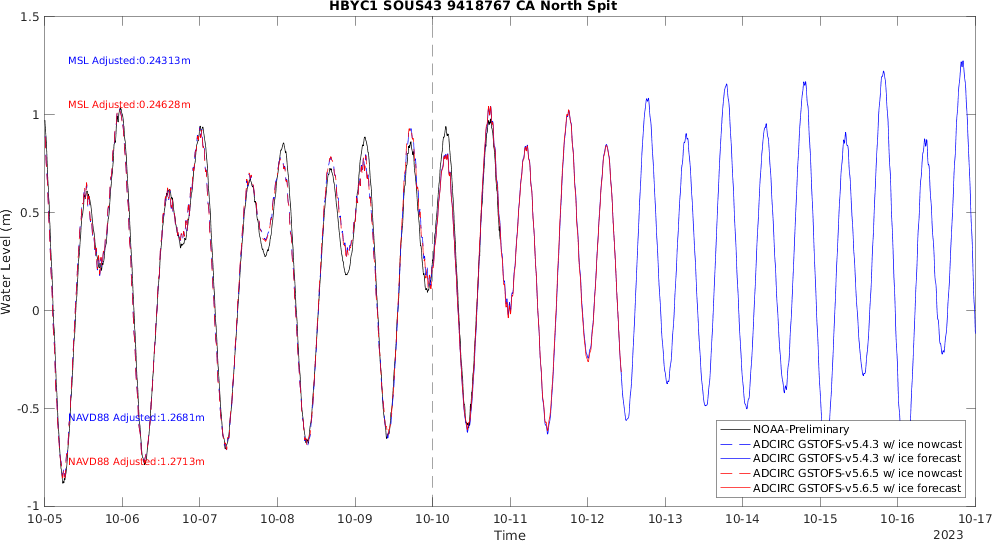 HBYC1 SOUS43 9418767 CA North Spit
1.5
1
0.5
0
-0.5
-1
Water Level (m)
MSL Adjusted:0.24313m
MSL Adjusted:0.24628m
NAVD88 Adjusted:1.2681m
NAVD88 Adjusted:1.2713m
NOAA-Preliminary
ADCIRC GSTOFS-v5.4.3 w/ ice nowcast
ADCIRC GSTOFS-v5.4.3 w/ ice forecast
ADCIRC GSTOFS-v5.6.5 w/ ice nowcast
ADCIRC GSTOFS-v5.6.5 w/ ice forecast
10-05 10-06 10-07 10-08 10-09 10-10 10-11 10-12 10-13 10-14 10-15 10-16 10-17
Time
2023